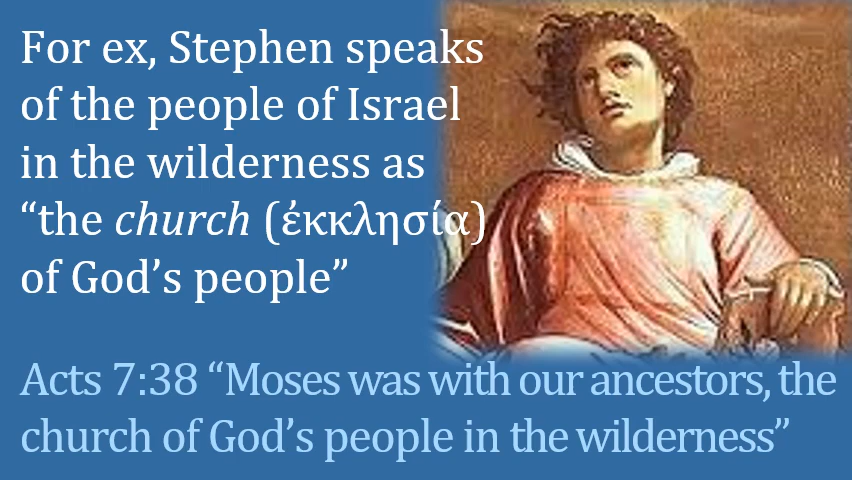 For ex, Stephen speaks
of the people of Israel
in the wilderness as
“the church (ἐκκλησία)
of God’s people”
Acts 7:38 “Moses was with our ancestors, the
church of God’s people in the wilderness”